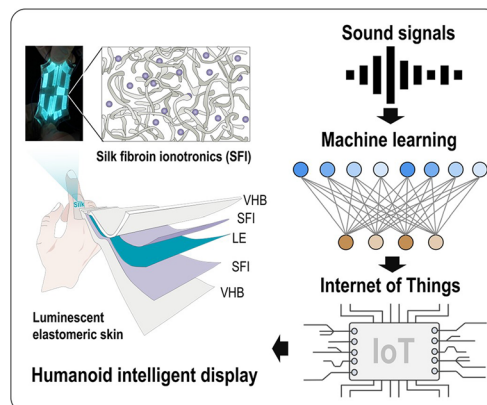 Sound signals
Silk fibroin ionotronics (SFI)
Machine learning
Silk
VHB
SFI
LE
SFI
VHB
Luminescent
elastomeric skin
Internet of Things
IoT
Humanoid intelligent display